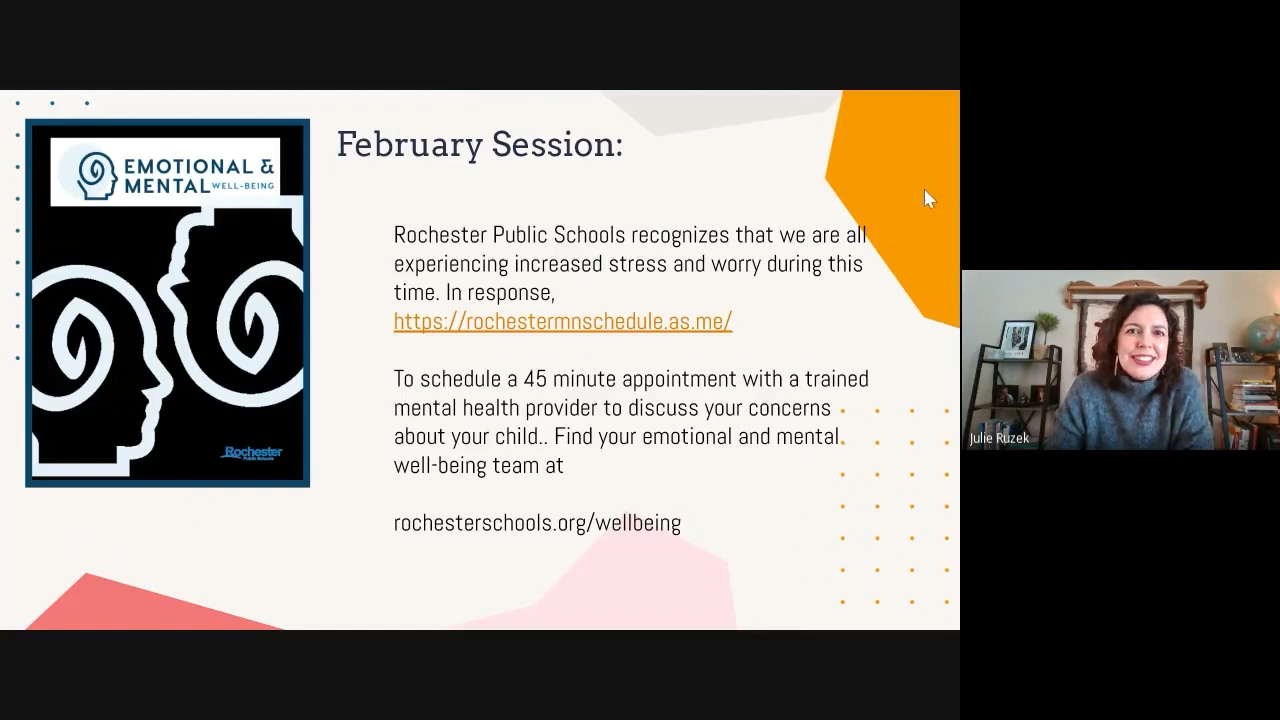 EMOTIONAL &
MENTAL WELL-BEING
Rochester
Public Schools
February Session:
Rochester Public Schools recognizes that we are all
experiencing increased stress and worry during this
time. In response,
https://rochestermnschedule.as.me/
To schedule a 45 minute appointment with a trained
mental health provider to discuss your concerns
about your child.. Find your emotional and mental
well-being team at
rochesterschools.org/wellbeing
Julie Ruzek